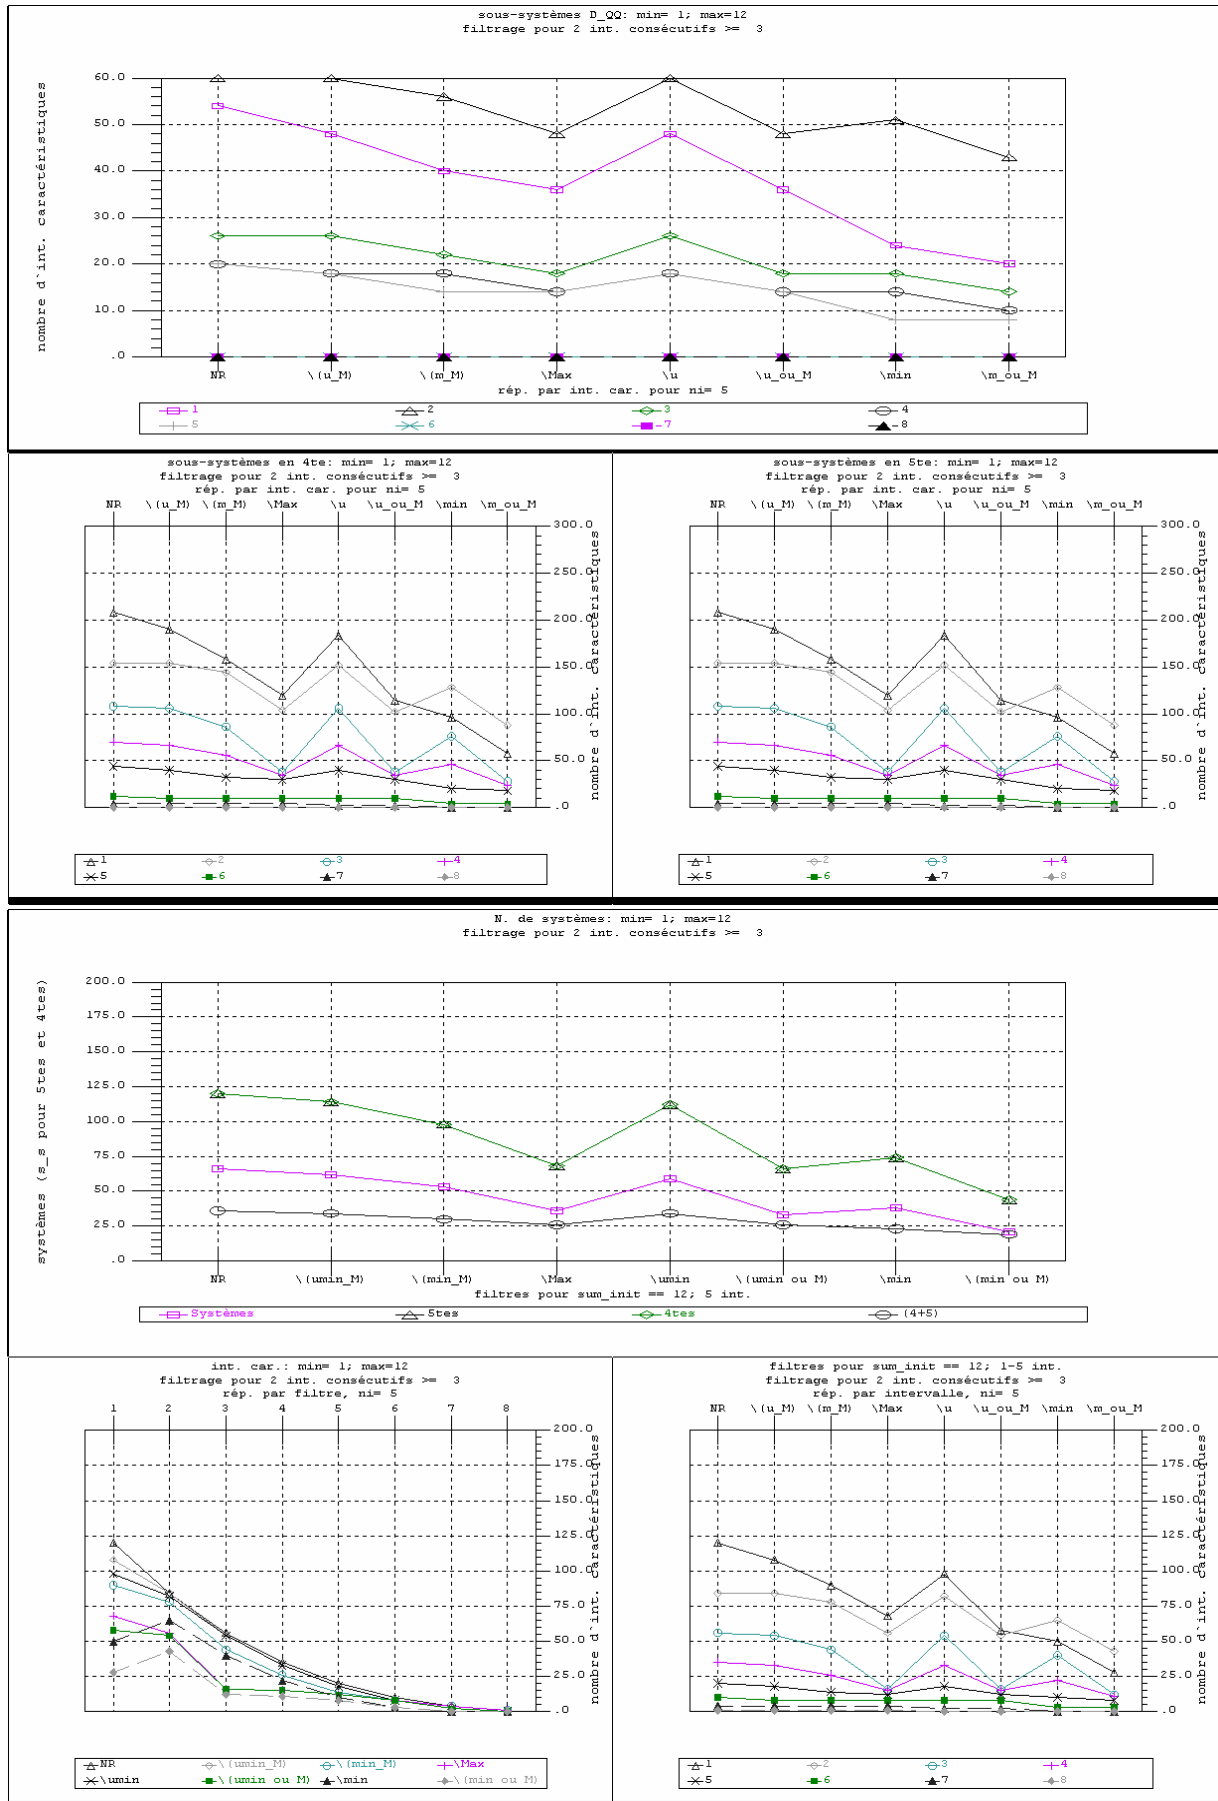 sous-systèmes D_QQ: min= 1; max=12
filtrage pour 2 int. consécutifs >= 3
nombre d`int. caractéristiques
60.0
50.0
40.0
30.0
20.0
10.0
.0
NR \(u_M) \(m_M) \Max \u \u_ou_M \min \m_ou_M
rép. par int. car. pour ni= 5
1 2 3 4
5 6 7 8
sous-systèmes en 4te: min= 1; max=12
filtrage pour 2 int. consécutifs >= 3
rép. par int. car. pour ni= 5
NR \(u_M) \(m_M) \Max \u \u_ou_M \min \m_ou_M
300.0
250.0
200.0
150.0
100.0
50.0
.0
nombre d`int. caractéristiques
1 2 3 4
5 6 7 8
sous-systèmes en 5te: min= 1; max=12
filtrage pour 2 int. consécutifs >= 3
rép. par int. car. pour ni= 5
NR \(u_M) \(m_M) \Max \u \u_ou_M \min \m_ou_M
300.0
250.0
200.0
150.0
100.0
50.0
.0
nombre d`int. caractéristiques
1 2 3 4
5 6 7 8
N. de systèmes: min= 1; max=12
filtrage pour 2 int. consécutifs >= 3
systèmes (s_s pour 5tes et 4tes)
200.0
175.0
150.0
125.0
100.0
75.0
50.0
25.0
.0
NR \(umin_M) \(min_M) \Max \umin \(umin ou M) \min \(min ou M)
filtres pour sum_init == 12; 5 int.
Systèmes 5tes 4tes (4+5)
int. car.: min= 1; max=12
filtrage pour 2 int. consécutifs >= 3
rép. par filtre, ni= 5
1 2 3 4 5 6 7 8
200.0
175.0
150.0
125.0
100.0
75.0
50.0
25.0
.0
nombre d`int. caractéristiques
NR \(umin_M) \(min_M) \Max
\umin \(umin ou M) \min \(min ou M)
filtres pour sum_init == 12; 1-5 int.
filtrage pour 2 int. consécutifs >= 3
rép. par intervalle, ni= 5
NR \(u_M) \(m_M) \Max \u \u_ou_M \min \m_ou_M
200.0
175.0
150.0
125.0
100.0
75.0
50.0
25.0
.0
nombre d`int. caractéristiques
1 2 3 4
5 6 7 8